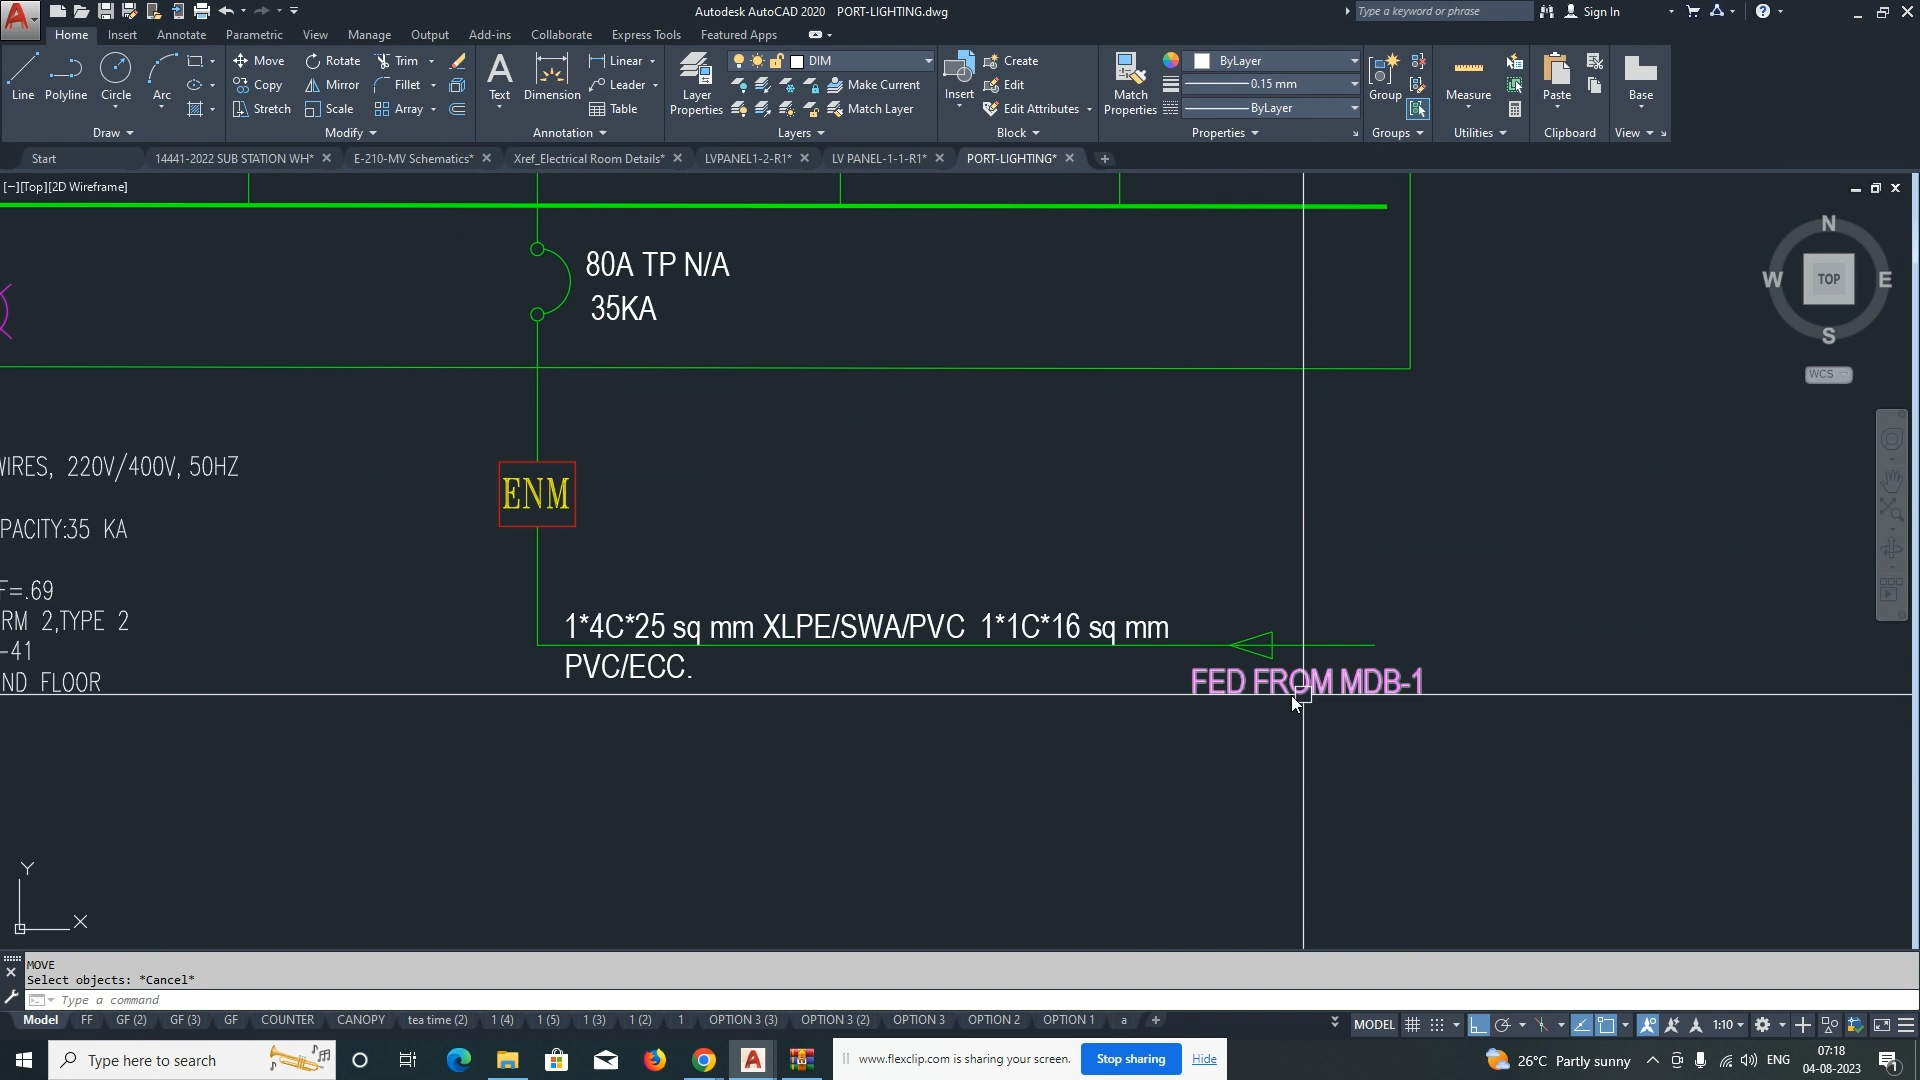 Autodesk AutoCAD 2020 PORT-LIGHTING.dwg
Type a keyword or phrase
Sign In
Home Insert Annotate Parametric View Manage Output Add-ins Collaborate Express Tools Featured Apps
Line Polyline Circle Arc
Move Rotate Trim
Copy Mirror Fillet
Stretch Scale Array
Text Dimension
Linear
Leader
Table
Layer Properties
DIM
Make Current
Match Layer
Insert
Create
Edit
Edit Attributes
Match Properties
ByLayer
0.15 mm
ByLayer
Group Measure Paste Base
Draw Modify Annotation Layers Block Properties Groups Utilities Clipboard View
Start 14441-2022 SUB STATION WH* E-210-MV Schematics* Xref_Electrical Room Details* LVPANEL1-2-R1* LV PANEL-1-1-R1* PORT-LIGHTING*
[−][Top][2D Wireframe]
N
W TOP E
S
WCS
80A TP N/A
35KA
WIRES, 220V/400V, 50HZ
ENM
PACITY:35 KA
F=.69
RM 2,TYPE 2
-41
ND FLOOR
1*4C*25 sq mm XLPE/SWA/PVC 1*1C*16 sq mm
PVC/ECC.
FED FROM MDB-1
Y
X
MOVE
Select objects: *Cancel*
Type a command
Model FF GF (2) GF (3) GF COUNTER CANOPY tea time (2) 1 (4) 1 (5) 1 (3) 1 (2) 1 OPTION 3 (3) OPTION 3 (2) OPTION 3 OPTION 2 OPTION 1 a
MODEL 1:10
Type here to search
www.flexclip.com is sharing your screen. Stop sharing Hide
26°C Partly sunny
ENG
07:18
04-08-2023
1